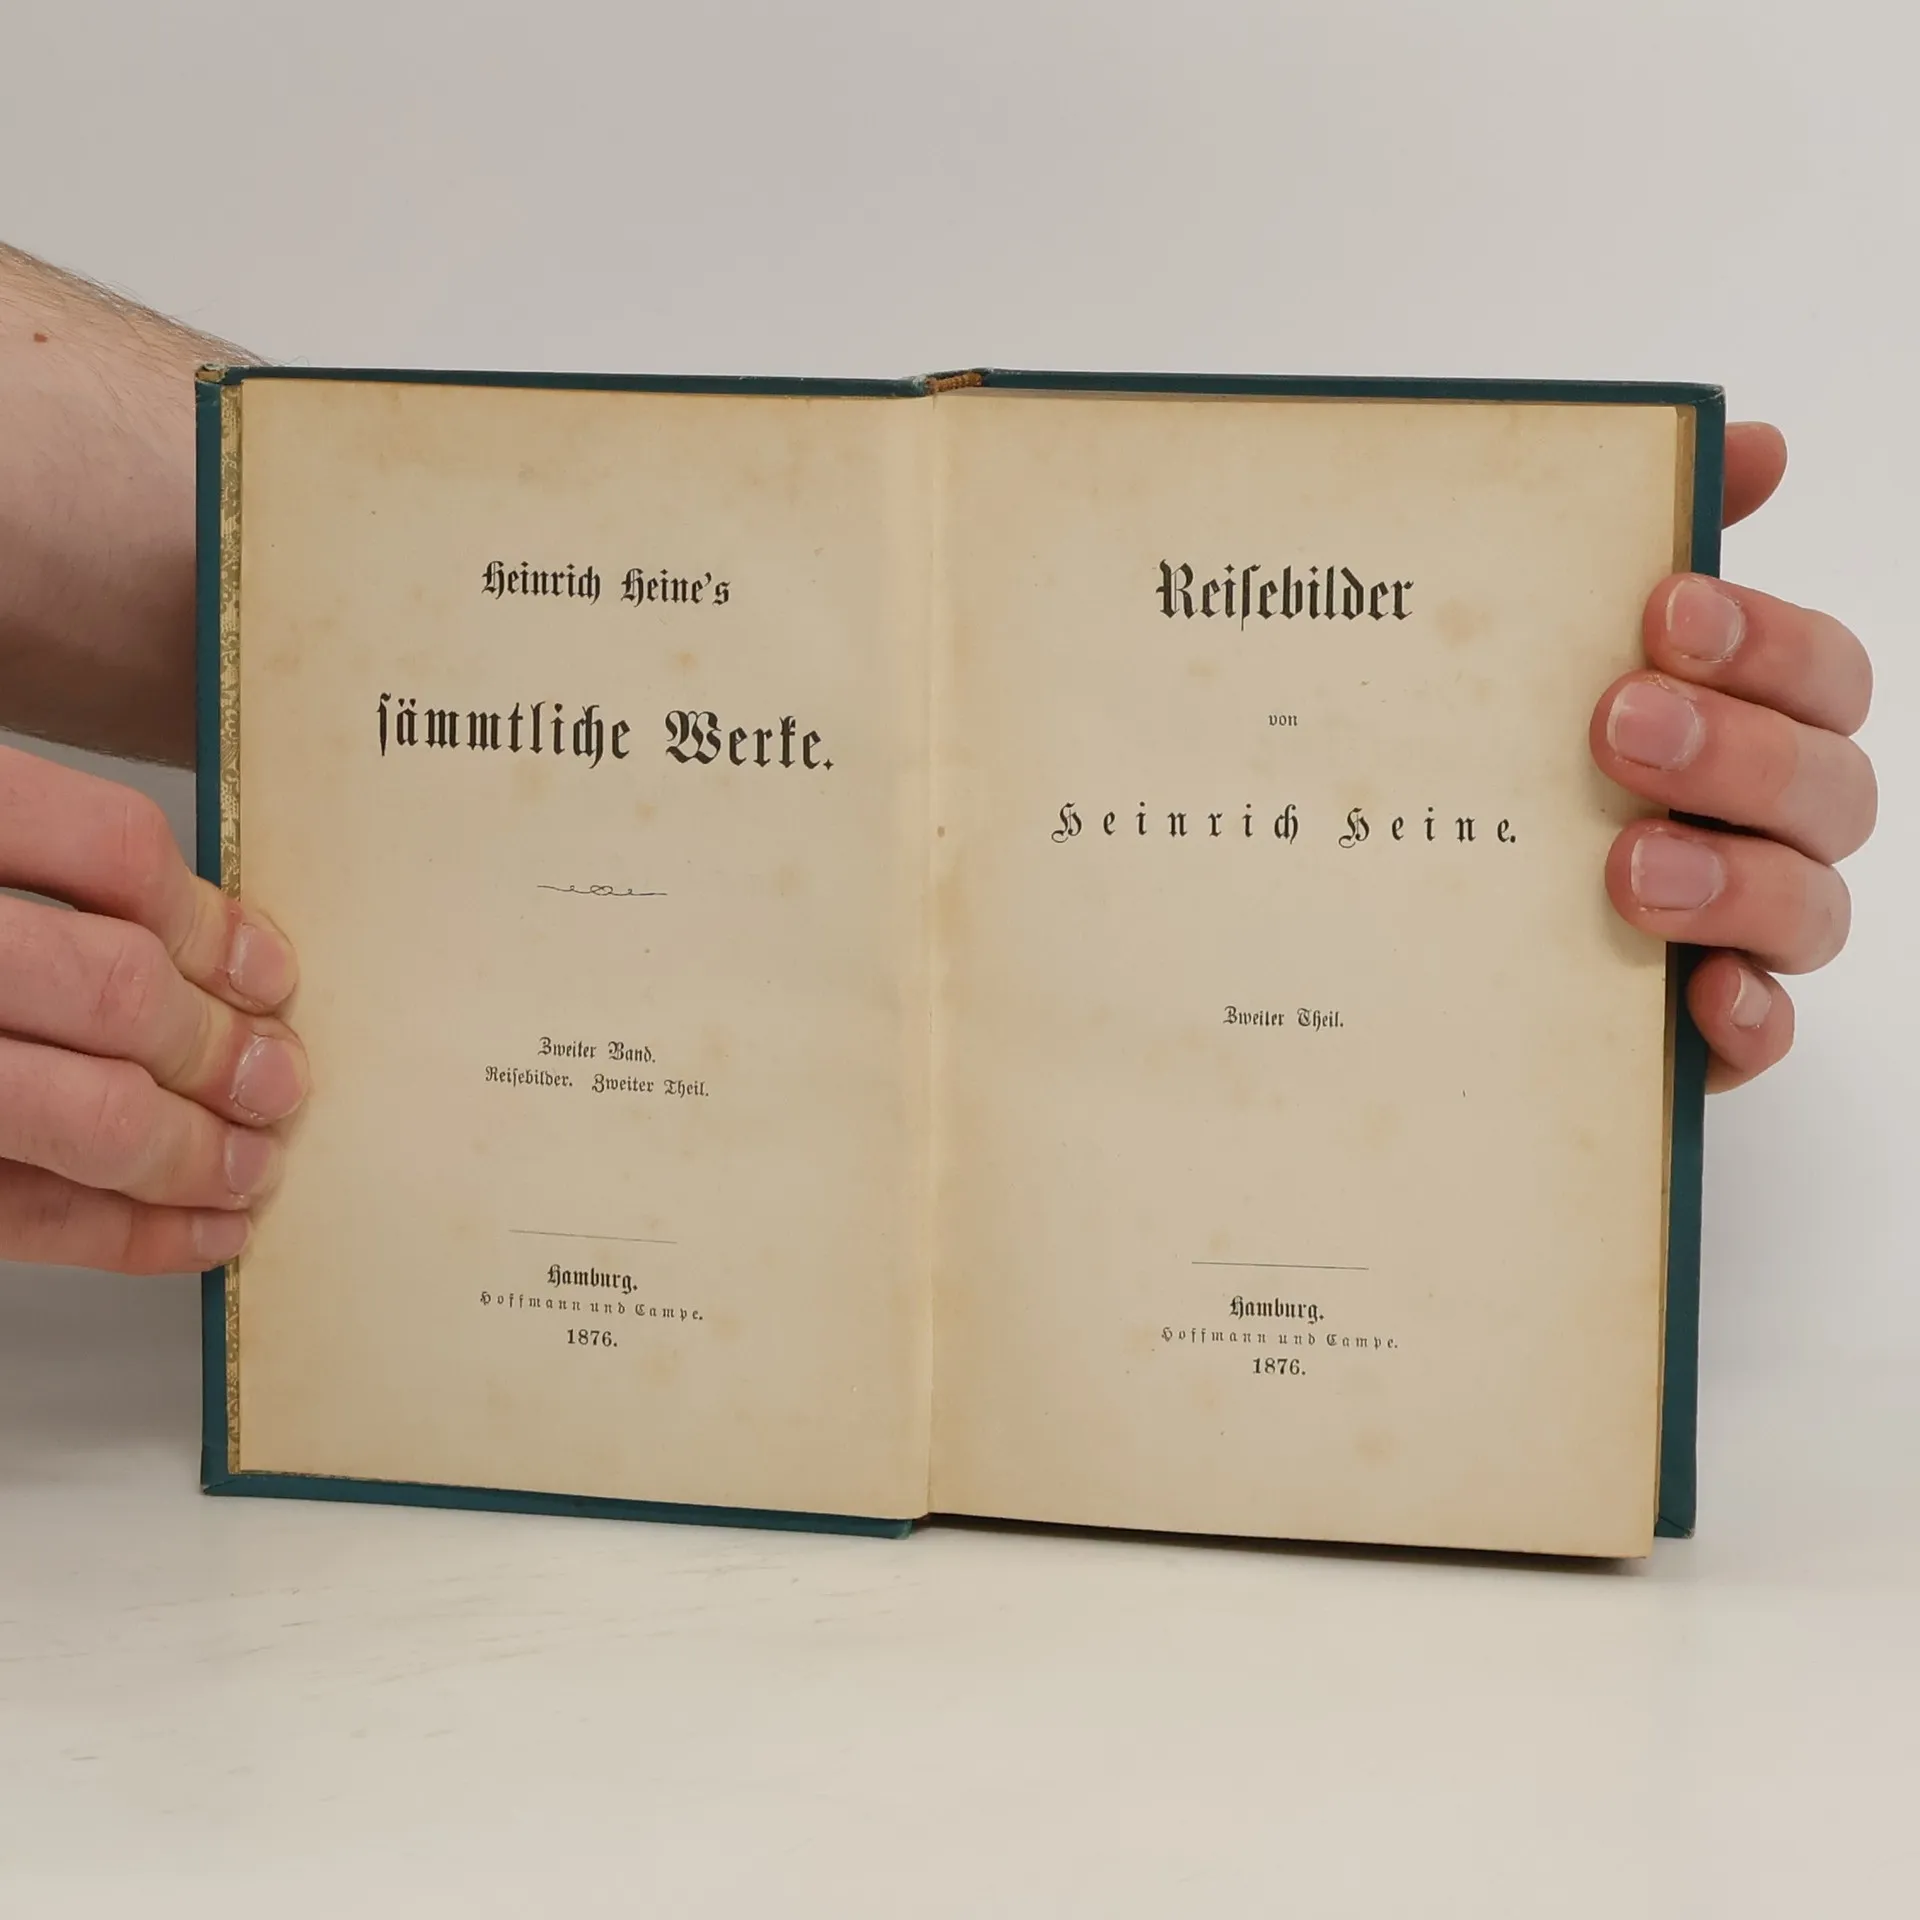 Heinrich Heine's
sämmtliche Werke.
Zweiter Band.
Reisebilder. Zweiter Theil.
Hamburg.
Hoffmann und Campe.
1876.
Reisebilder
von
Heinrich Heine.
Zweiter Theil.
Hamburg.
Hoffmann und Campe.
1876.